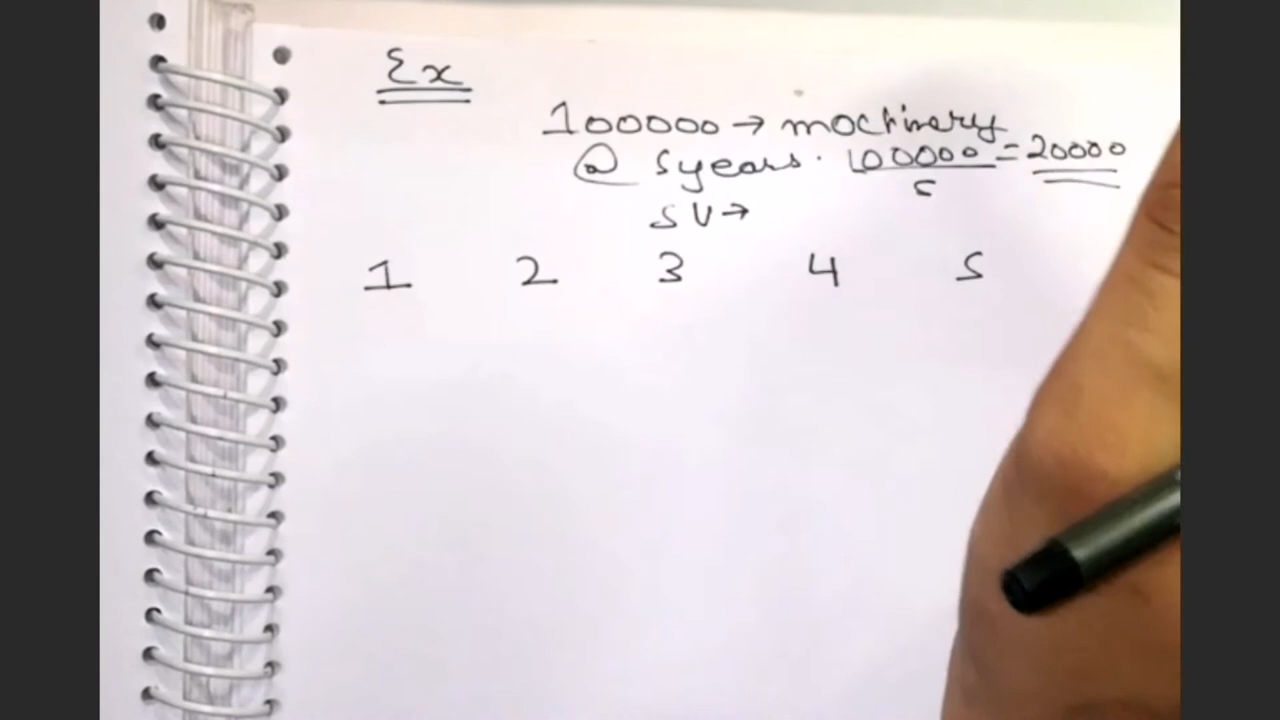 Ex
100000 → machinery
@ 5years. 100000/5 = 20000
SV →
1 2 3 4 5